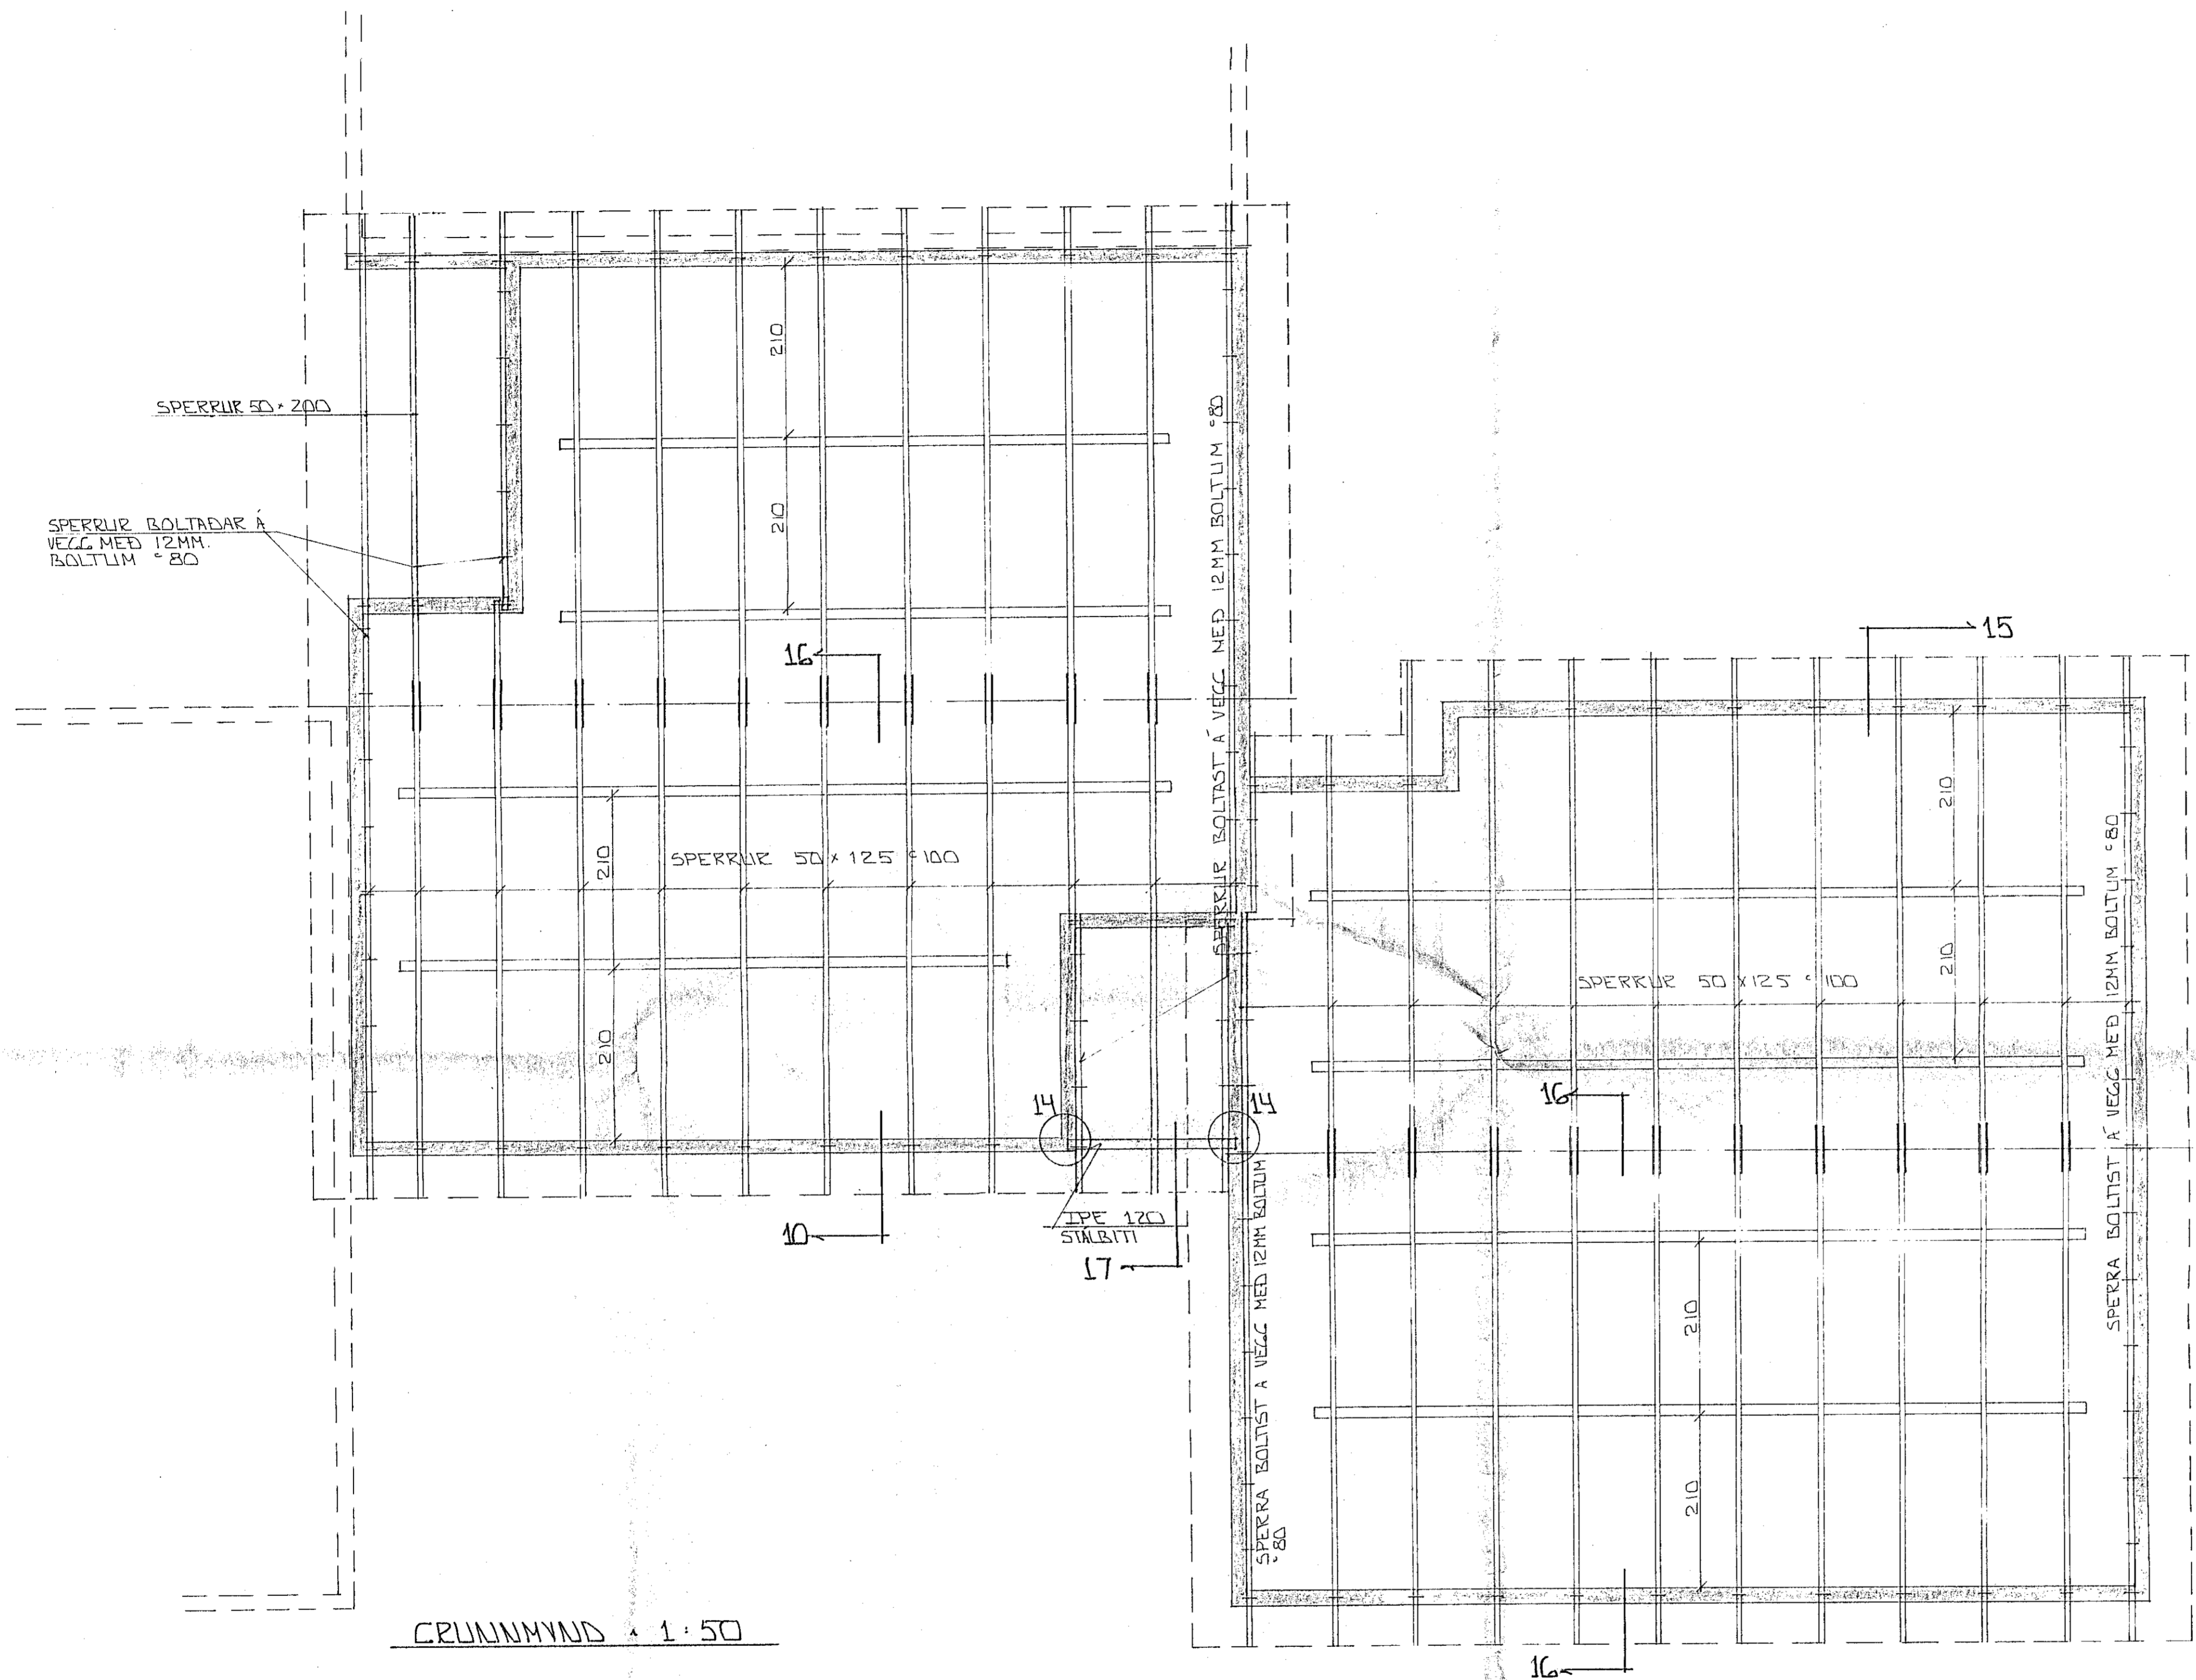 SPERRUR 50 × 200
210
210
SPERRUR BOLTAÐAR Á
VEGG MEÐ 12MM.
BOLTUM c 80
SPERRUR BOLTAST Á VEGG MEÐ 12MM BOLTUM c 80
16
15
210
210
SPERRUR 50 × 125 c 100
210
210
SPERRUR 50 × 125 c 100
SPERRA BOLTIST Á VEGG MEÐ 12MM BOLTUM c 80
14
14
16
10
IPE 120
STÁLBITI
17
SPERRA BOLTIST Á VEGG MEÐ 12MM BOLTUM
c 80
210
210
GRUNNMYND · 1:50
16